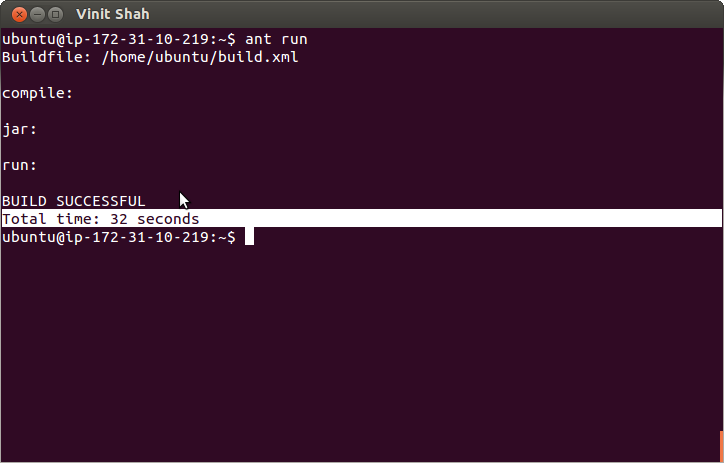 Vinit Shah
ubuntu@ip-172-31-10-219:~$ ant run
Buildfile: /home/ubuntu/build.xml
compile:
jar:
run:
BUILD SUCCESSFUL
Total time: 32 seconds
ubuntu@ip-172-31-10-219:~$